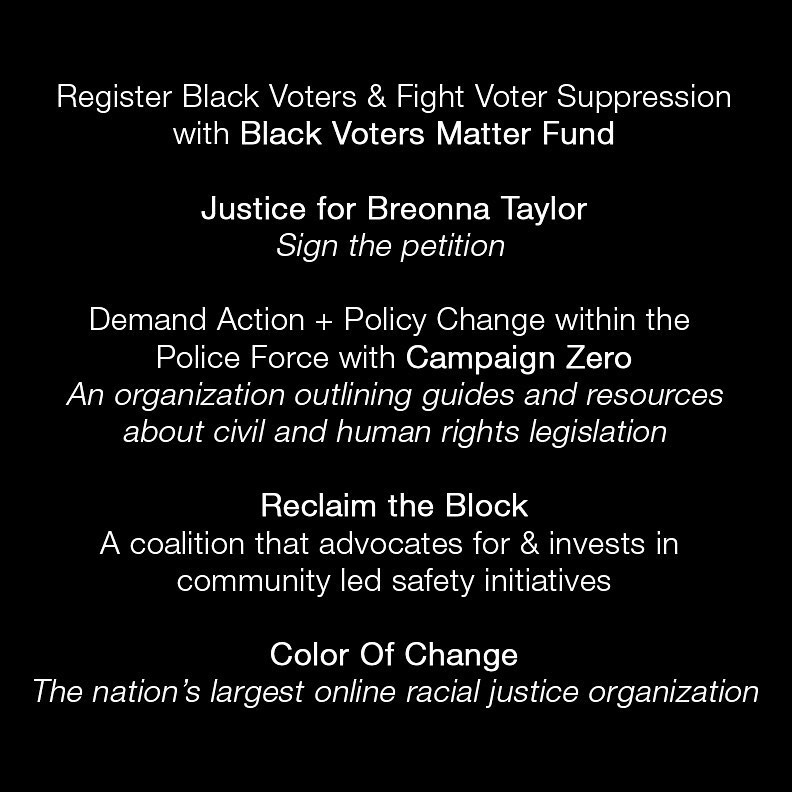 Register Black Voters & Fight Voter Suppression
with Black Voters Matter Fund
Justice for Breonna Taylor
Sign the petition
Demand Action + Policy Change within the
Police Force with Campaign Zero
An organization outlining guides and resources
about civil and human rights legislation
Reclaim the Block
A coalition that advocates for & invests in
community led safety initiatives
Color Of Change
The nation’s largest online racial justice organization